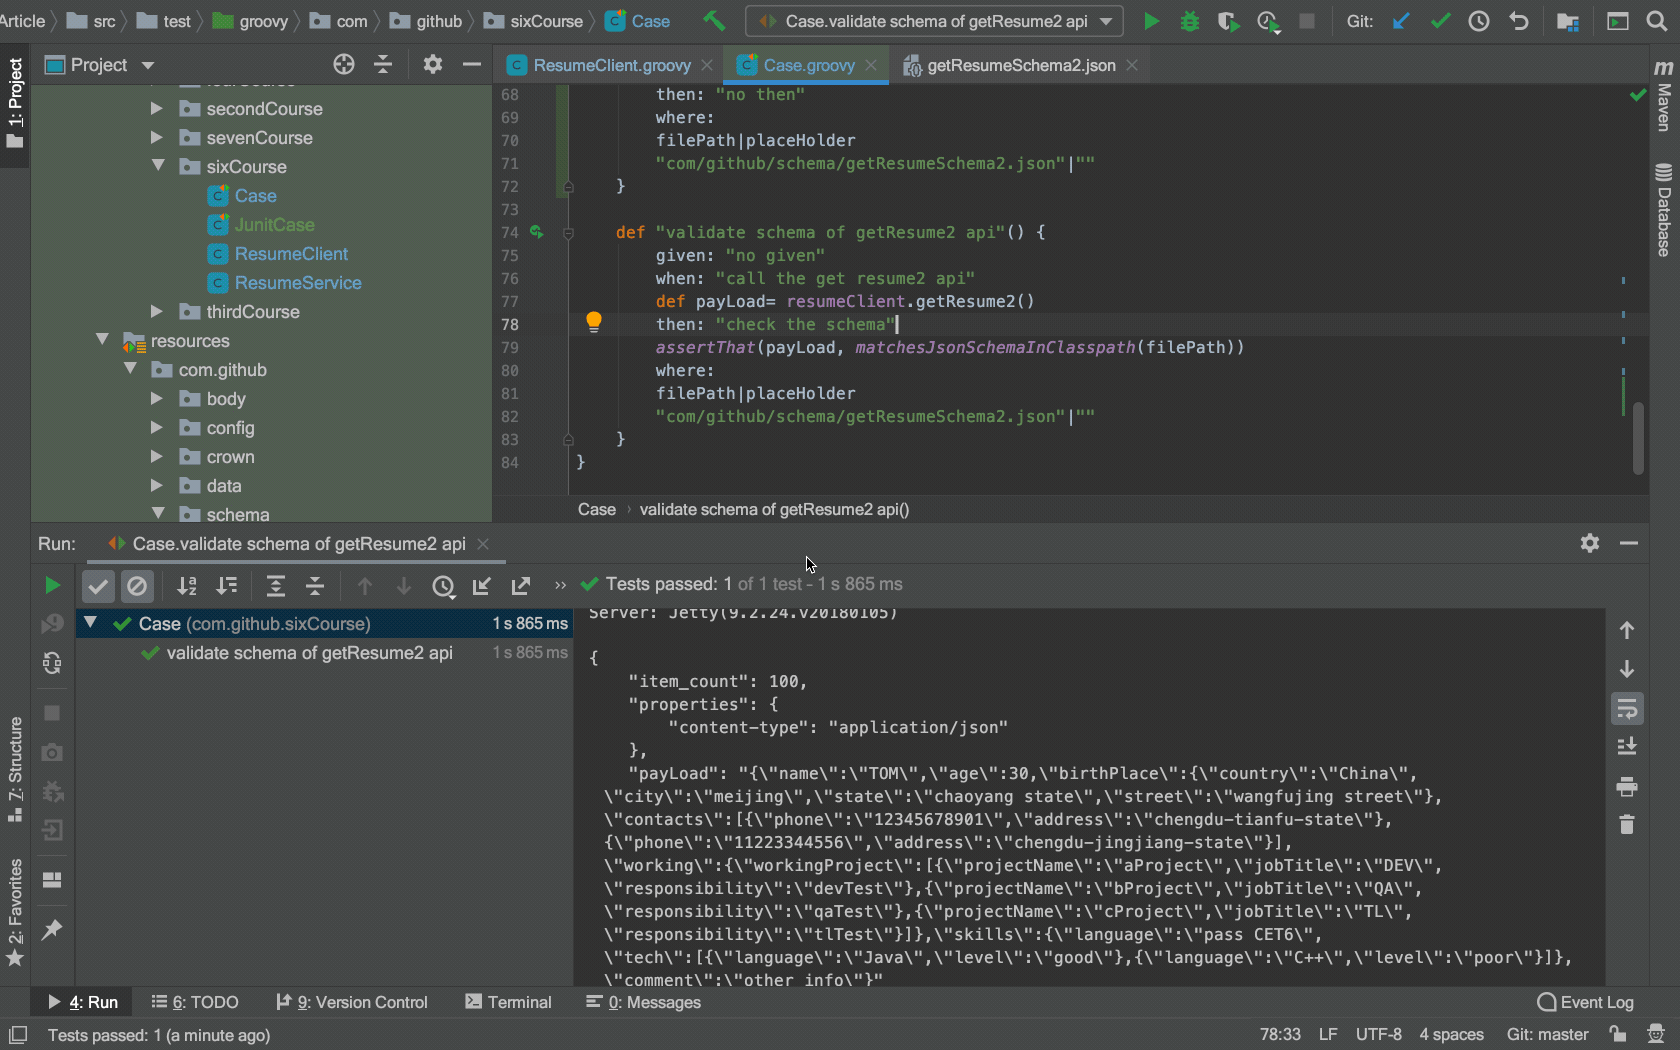 Article src test groovy com github sixCourse Case Case.validate schema of getResume2 api Git:
1: Project
Project
ResumeClient.groovy Case.groovy getResumeSchema2.json
Maven
Database
secondCourse
sevenCourse
sixCourse
Case
JunitCase
ResumeClient
ResumeService
thirdCourse
resources
com.github
body
config
crown
data
schema
68 then: "no then"
69 where:
70 filePath|placeHolder
71 "com/github/schema/getResumeSchema2.json"|""
72 }
73
74 def "validate schema of getResume2 api"() {
75 given: "no given"
76 when: "call the get resume2 api"
77 def payLoad= resumeClient.getResume2()
78 then: "check the schema"
79 assertThat(payLoad, matchesJsonSchemaInClasspath(filePath))
80 where:
81 filePath|placeHolder
82 "com/github/schema/getResumeSchema2.json"|""
83 }
84 }
Case › validate schema of getResume2 api()
Run: Case.validate schema of getResume2 api
» Tests passed: 1 of 1 test – 1 s 865 ms
Case (com.github.sixCourse) 1 s 865 ms
validate schema of getResume2 api 1 s 865 ms
Server: Jetty(9.2.24.v20180105)
{
"item_count": 100,
"properties": {
"content-type": "application/json"
},
"payLoad": "{\"name\":\"TOM\",\"age\":30,\"birthPlace\":{\"country\":\"China\",
\"city\":\"meijing\",\"state\":\"chaoyang state\",\"street\":\"wangfujing street\"},
\"contacts\":[{\"phone\":\"12345678901\",\"address\":\"chengdu-tianfu-state\"},
{\"phone\":\"11223344556\",\"address\":\"chengdu-jingjiang-state\"}],
\"working\":{\"workingProject\":[{\"projectName\":\"aProject\",\"jobTitle\":\"DEV\",
\"responsibility\":\"devTest\"},{\"projectName\":\"bProject\",\"jobTitle\":\"QA\",
\"responsibility\":\"qaTest\"},{\"projectName\":\"cProject\",\"jobTitle\":\"TL\",
\"responsibility\":\"tlTest\"}]},\"skills\":{\"language\":\"pass CET6\",
\"tech\":[{\"language\":\"Java\",\"level\":\"good\"},{\"language\":\"C++\",\"level\":\"poor\"}]},
\"comment\":\"other info\"}"
7: Structure
2: Favorites
4: Run 6: TODO 9: Version Control Terminal 0: Messages Event Log
Tests passed: 1 (a minute ago) 78:33 LF UTF-8 4 spaces Git: master